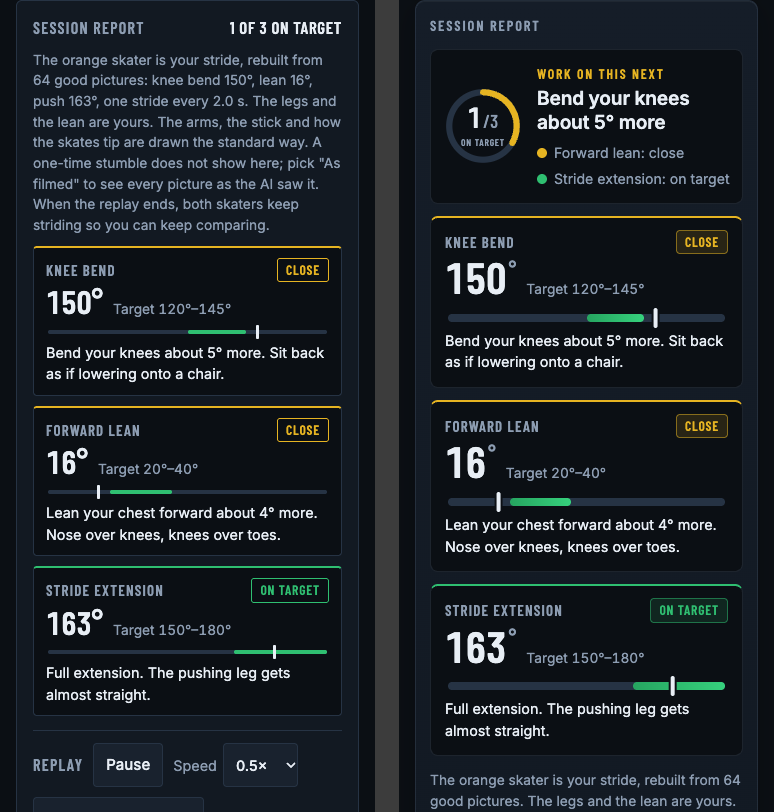 SESSION REPORT 1 OF 3 ON TARGET
The orange skater is your stride, rebuilt from
64 good pictures: knee bend 150°, lean 16°,
push 163°, one stride every 2.0 s. The legs and
the lean are yours. The arms, the stick and how
the skates tip are drawn the standard way. A
one-time stumble does not show here; pick "As
filmed" to see every picture as the AI saw it.
When the replay ends, both skaters keep
striding so you can keep comparing.
KNEE BEND CLOSE
150° Target 120°–145°
Bend your knees about 5° more. Sit back
as if lowering onto a chair.
FORWARD LEAN CLOSE
16° Target 20°–40°
Lean your chest forward about 4° more.
Nose over knees, knees over toes.
STRIDE EXTENSION ON TARGET
163° Target 150°–180°
Full extension. The pushing leg gets
almost straight.
REPLAY Pause Speed 0.5×
SESSION REPORT
1/3
ON TARGET
WORK ON THIS NEXT
Bend your knees
about 5° more
Forward lean: close
Stride extension: on target
KNEE BEND CLOSE
150° Target 120°–145°
Bend your knees about 5° more. Sit back
as if lowering onto a chair.
FORWARD LEAN CLOSE
16° Target 20°–40°
Lean your chest forward about 4° more.
Nose over knees, knees over toes.
STRIDE EXTENSION ON TARGET
163° Target 150°–180°
Full extension. The pushing leg gets
almost straight.
The orange skater is your stride, rebuilt from 64
good pictures. The legs and the lean are yours.